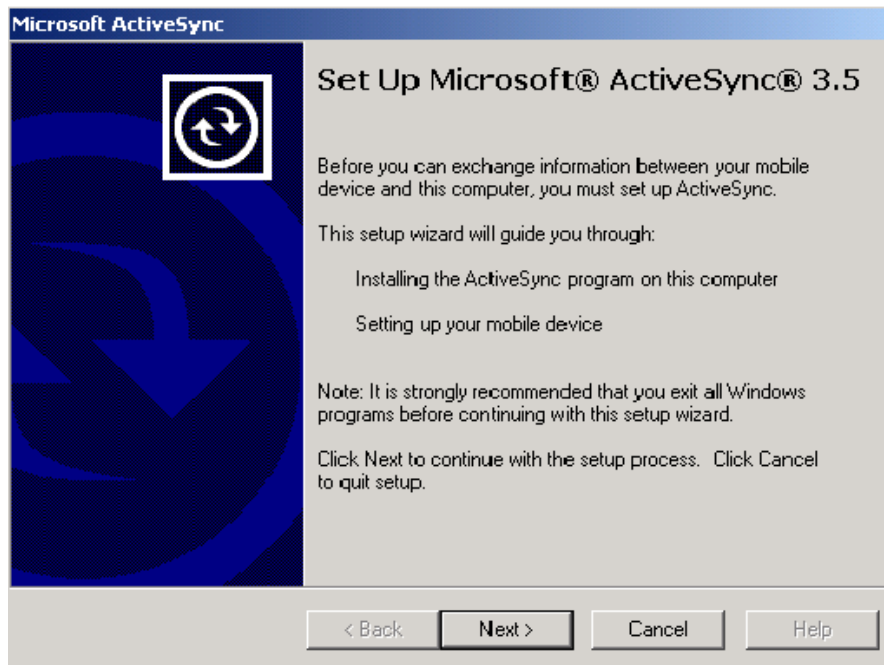 Microsoft ActiveSync
Set Up Microsoft® ActiveSync® 3.5
Before you can exchange information between your mobile
device and this computer, you must set up ActiveSync.
This setup wizard will guide you through:
Installing the ActiveSync program on this computer
Setting up your mobile device
Note: It is strongly recommended that you exit all Windows
programs before continuing with this setup wizard.
Click Next to continue with the setup process.  Click Cancel
to quit setup.
< Back Next > Cancel Help